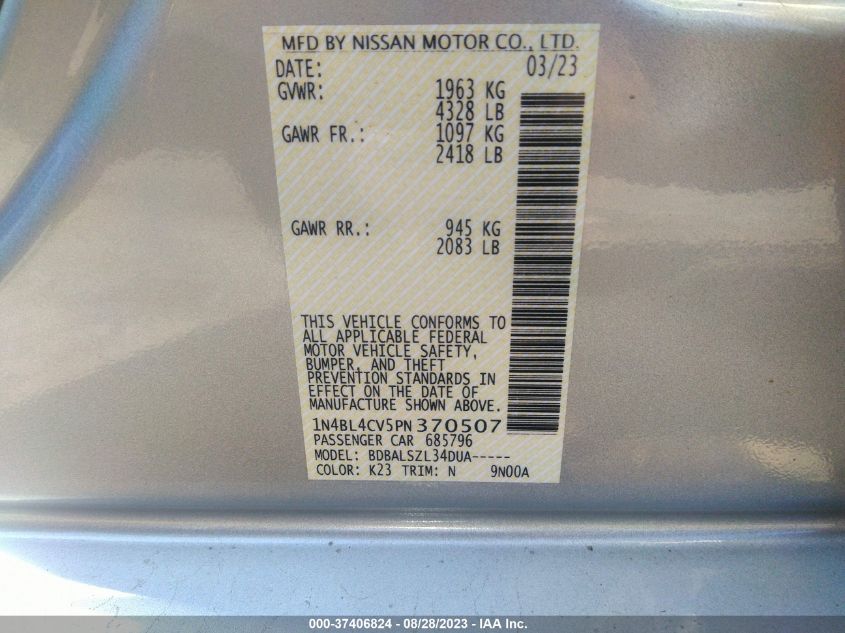 MFD BY NISSAN MOTOR CO., LTD.
DATE: 03/23
GVWR: 1963 KG
4328 LB
GAWR FR.: 1097 KG
2418 LB
GAWR RR.: 945 KG
2083 LB
THIS VEHICLE CONFORMS TO
ALL APPLICABLE FEDERAL
MOTOR VEHICLE SAFETY,
BUMPER, AND THEFT
PREVENTION STANDARDS IN
EFFECT ON THE DATE OF
MANUFACTURE SHOWN ABOVE.
1N4BL4CV5PN370507
PASSENGER CAR 685796
MODEL: BDBALSZL34DUA-----
COLOR: K23 TRIM: N 9N00A
000-37406824 - 08/28/2023 - IAA Inc.